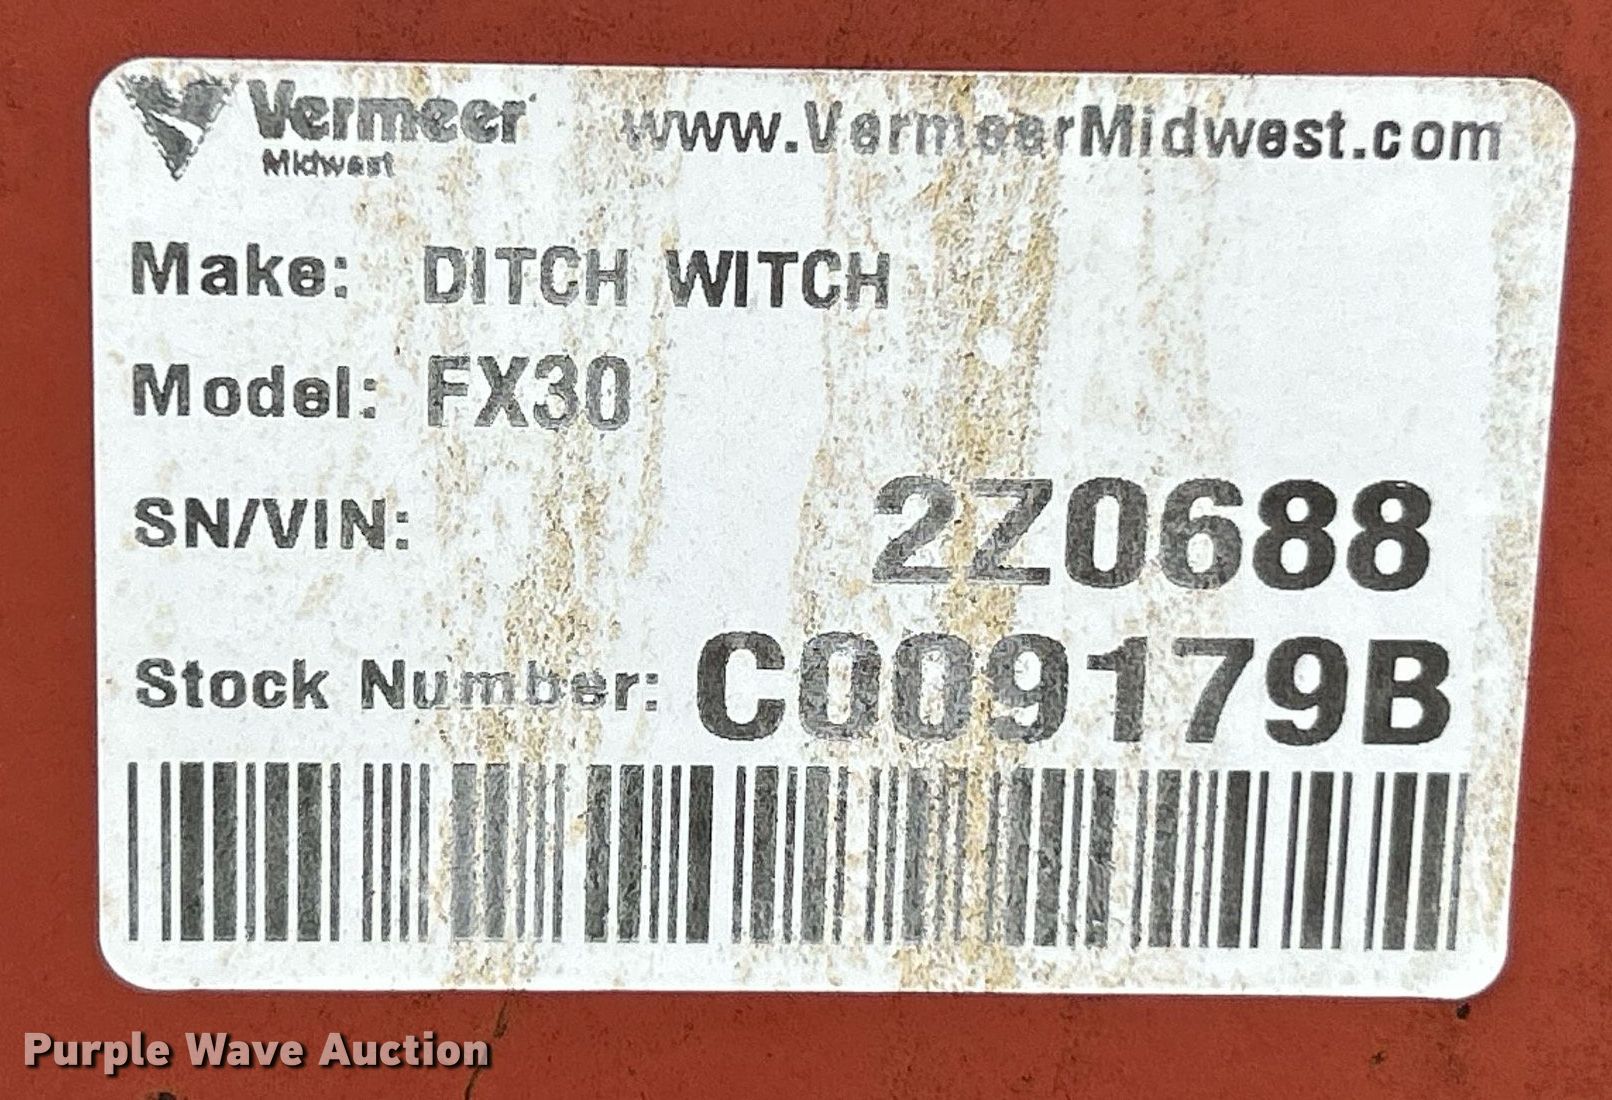 Vermeer www.VermeerMidwest.com
Midwest
Make: DITCH WITCH
Model: FX30
SN/VIN: 2Z0688
Stock Number: C009179B
Purple Wave Auction